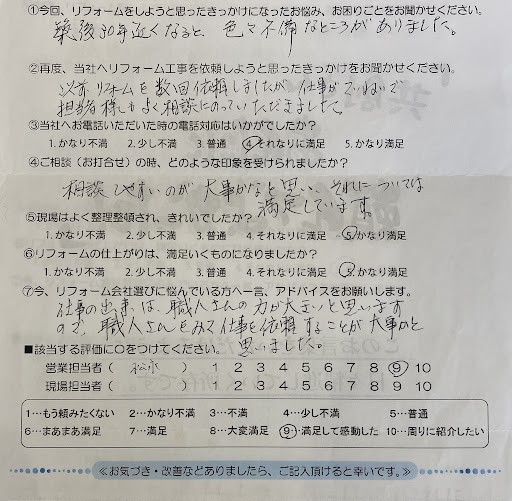 ①今回、リフォームをしようと思ったきっかけになったお悩み、お困りごとをお聞かせください。
築後30年近くなると、色々不備なところがありました。
②再度、当社へリフォーム工事を依頼しようと思ったきっかけをお聞かせください。
以前リフォームを数回依頼しましたが仕事がていねいで
担当者様もよく相談にのっていただきました。
③当社へお電話いただいた時の電話対応はいかがでしたか?
1.かなり不満 2.少し不満 3.普通 4.それなりに満足 5.かなり満足
④ご相談(お打合せ)の時、どのような印象を受けられましたか?
相談しやすいのが大事かなと思い、それについては
満足しています。
⑤現場はよく整理整頓され、きれいでしたか?
1.かなり不満 2.少し不満 3.普通 4.それなりに満足 5.かなり満足
⑥リフォームの仕上がりは、満足いくものになりましたか?
1.かなり不満 2.少し不満 3.普通 4.それなりに満足 5.かなり満足
⑦今、リフォーム会社選びに悩んでいる方へ一言、アドバイスをお願いします。
仕事の出来は、職人さんの力が大きいと思います
ので、職人さんをみて仕事を依頼することが大事かと
思いました。
■該当する評価に○をつけてください。
営業担当者(松永) 1 2 3 4 5 6 7 8 9 10
現場担当者( ) 1 2 3 4 5 6 7 8 9 10
1…もう頼みたくない 2…かなり不満 3…不満 4…少し不満 5…普通
6…まあまあ満足 7…満足 8…大変満足 9…満足して感動した 10…周りに紹介したい
≪お気づき・改善などありましたら、ご記入頂けると幸いです。≫